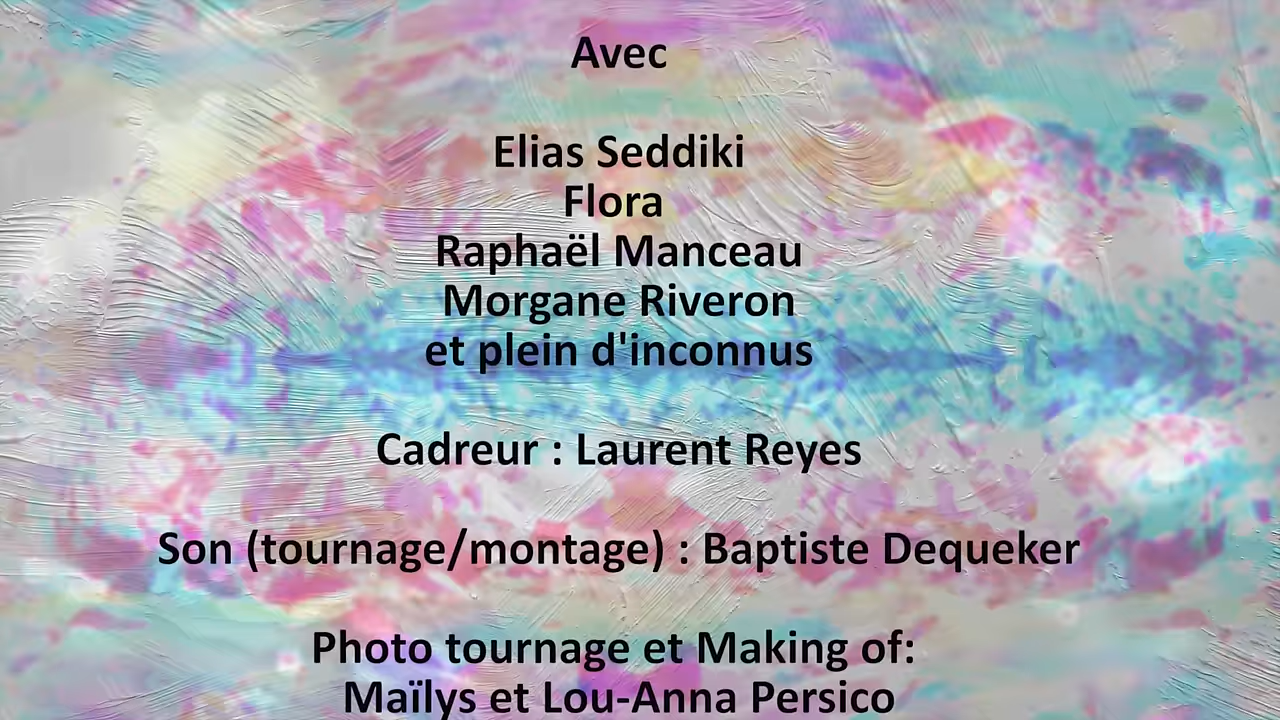 Avec
Elias Seddiki
Flora
Raphaël Manceau
Morgane Riveron
et plein d'inconnus
Cadreur : Laurent Reyes
Son (tournage/montage) : Baptiste Dequeker
Photo tournage et Making of:
Maïlys et Lou-Anna Persico